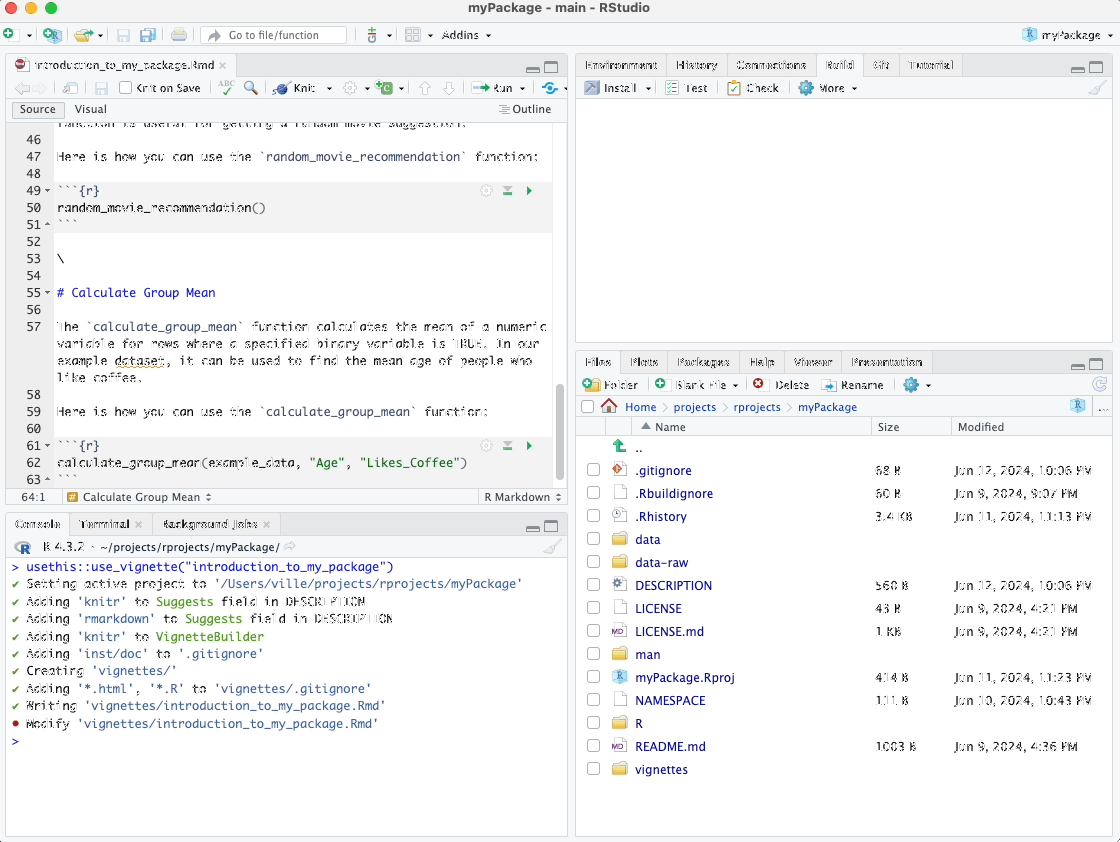 myPackage - main - RStudio
Go to file/function
Addins
myPackage
introduction_to_my_package.Rmd
Knit on Save
ABC
Knit
Run
Source Visual
Outline
function is useful for getting a random movie suggestion.
46
47 Here is how you can use the `random_movie_recommendation` function:
48
49 ```{r}
50 random_movie_recommendation()
51 ```
52
53 \
54
55 # Calculate Group Mean
56
57 The `calculate_group_mean` function calculates the mean of a numeric
variable for rows where a specified binary variable is TRUE. In our
example dataset, it can be used to find the mean age of people who
like coffee.
58
59 Here is how you can use the `calculate_group_mean` function:
60
61 ```{r}
62 calculate_group_mean(example_data, "Age", "Likes_Coffee")
63 ```
64:1 Calculate Group Mean R Markdown
Console Terminal Background Jobs
R 4.3.2 · ~/projects/rprojects/myPackage/
> usethis::use_vignette("introduction_to_my_package")
✔ Setting active project to '/Users/ville/projects/rprojects/myPackage'
✔ Adding 'knitr' to Suggests field in DESCRIPTION
✔ Adding 'rmarkdown' to Suggests field in DESCRIPTION
✔ Adding 'knitr' to VignetteBuilder
✔ Adding 'inst/doc' to '.gitignore'
✔ Creating 'vignettes/'
✔ Adding '*.html', '*.R' to 'vignettes/.gitignore'
✔ Writing 'vignettes/introduction_to_my_package.Rmd'
• Modify 'vignettes/introduction_to_my_package.Rmd'
>
Environment History Connections Build Git Tutorial
Install Test Check More
Files Plots Packages Help Viewer Presentation
Folder Blank File Delete Rename
Home > projects > rprojects > myPackage
Name Size Modified
..
.gitignore 68 B Jun 12, 2024, 10:06 PM
.Rbuildignore 60 B Jun 9, 2024, 9:07 PM
.Rhistory 3.4 KB Jun 11, 2024, 11:13 PM
data
data-raw
DESCRIPTION 560 B Jun 12, 2024, 10:06 PM
LICENSE 43 B Jun 9, 2024, 4:21 PM
LICENSE.md 1 KB Jun 9, 2024, 4:21 PM
man
myPackage.Rproj 414 B Jun 11, 2024, 11:23 PM
NAMESPACE 111 B Jun 10, 2024, 10:43 PM
R
README.md 1003 B Jun 9, 2024, 4:36 PM
vignettes